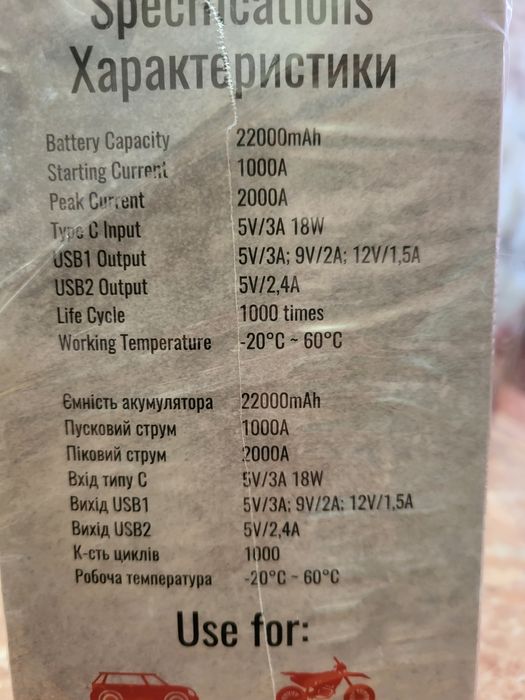 Specifications
Характеристики
Battery Capacity 22000mAh
Starting Current 1000A
Peak Current 2000A
Type C Input 5V/3A 18W
USB1 Output 5V/3A; 9V/2A; 12V/1,5A
USB2 Output 5V/2,4A
Life Cycle 1000 times
Working Temperature -20°C ~ 60°C
Ємність акумулятора 22000mAh
Пусковий струм 1000A
Піковий струм 2000A
Вхід типу C 5V/3A 18W
Вихід USB1 5V/3A; 9V/2A; 12V/1,5A
Вихід USB2 5V/2,4A
К-сть циклів 1000
Робоча температура -20°C ~ 60°C
Use for: